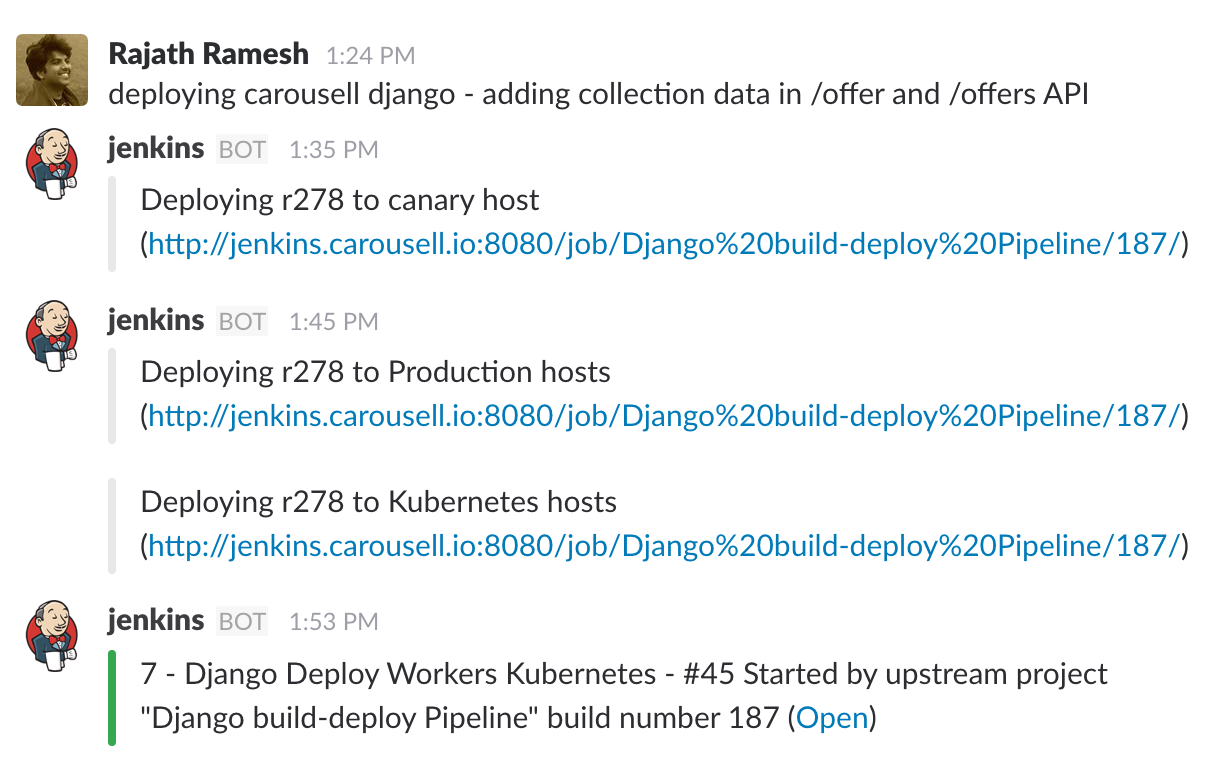 Rajath Ramesh 1:24 PM
deploying carousell django - adding collection data in /offer and /offers API
jenkins BOT 1:35 PM
Deploying r278 to canary host
(http://jenkins.carousell.io:8080/job/Django%20build-deploy%20Pipeline/187/)
jenkins BOT 1:45 PM
Deploying r278 to Production hosts
(http://jenkins.carousell.io:8080/job/Django%20build-deploy%20Pipeline/187/)
Deploying r278 to Kubernetes hosts
(http://jenkins.carousell.io:8080/job/Django%20build-deploy%20Pipeline/187/)
jenkins BOT 1:53 PM
7 - Django Deploy Workers Kubernetes - #45 Started by upstream project
"Django build-deploy Pipeline" build number 187 (Open)